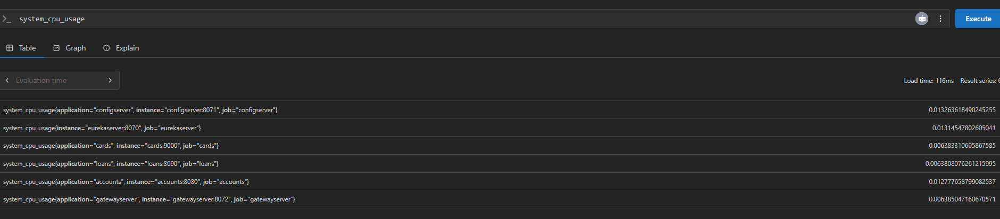 system_cpu_usage
Execute
Table Graph Explain
Evaluation time
Load time: 116ms Result series: 6
system_cpu_usage{application="configserver", instance="configserver:8071", job="configserver"} 0.013263618490245255
system_cpu_usage{instance="eurekaserver:8070", job="eurekaserver"} 0.01314547802605041
system_cpu_usage{application="cards", instance="cards:9000", job="cards"} 0.006383310605867585
system_cpu_usage{application="loans", instance="loans:8090", job="loans"} 0.0063808076261215995
system_cpu_usage{application="accounts", instance="accounts:8080", job="accounts"} 0.012777658799082537
system_cpu_usage{application="gatewayserver", instance="gatewayserver:8072", job="gatewayserver"} 0.006385047160670571